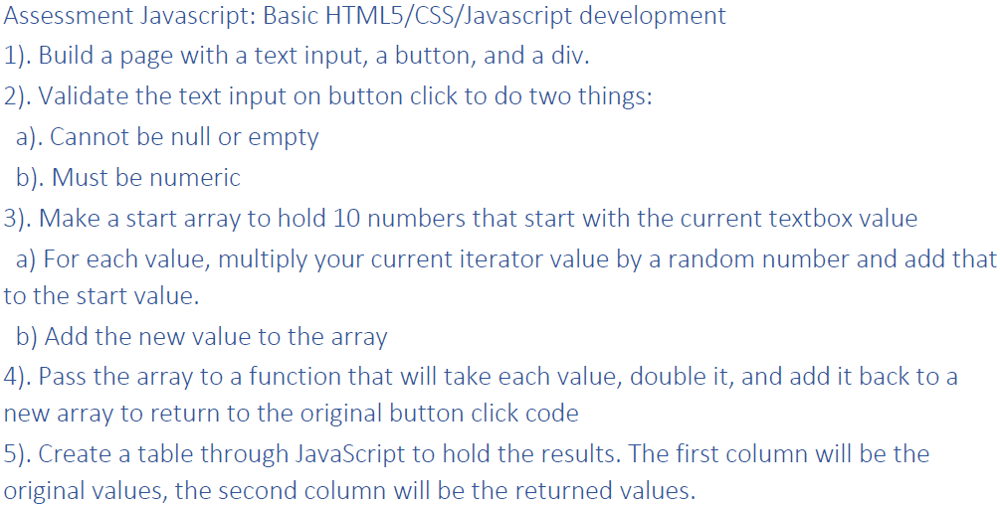 Assessment Javascript: Basic HTML5/CSS/Javascript development
1). Build a page with a text input, a button, and a div.
2). Validate the text input on button click to do two things:
a). Cannot be null or empty
b). Must be numeric
3). Make a start array to hold 10 numbers that start with the current textbox value
a) For each value, multiply your current iterator value by a random number and add that
to the start value.
b) Add the new value to the array
4). Pass the array to a function that will take each value, double it, and add it back to a
new array to return to the original button click code
5). Create a table through JavaScript to hold the results. The first column will be the
original values, the second column will be the returned values.